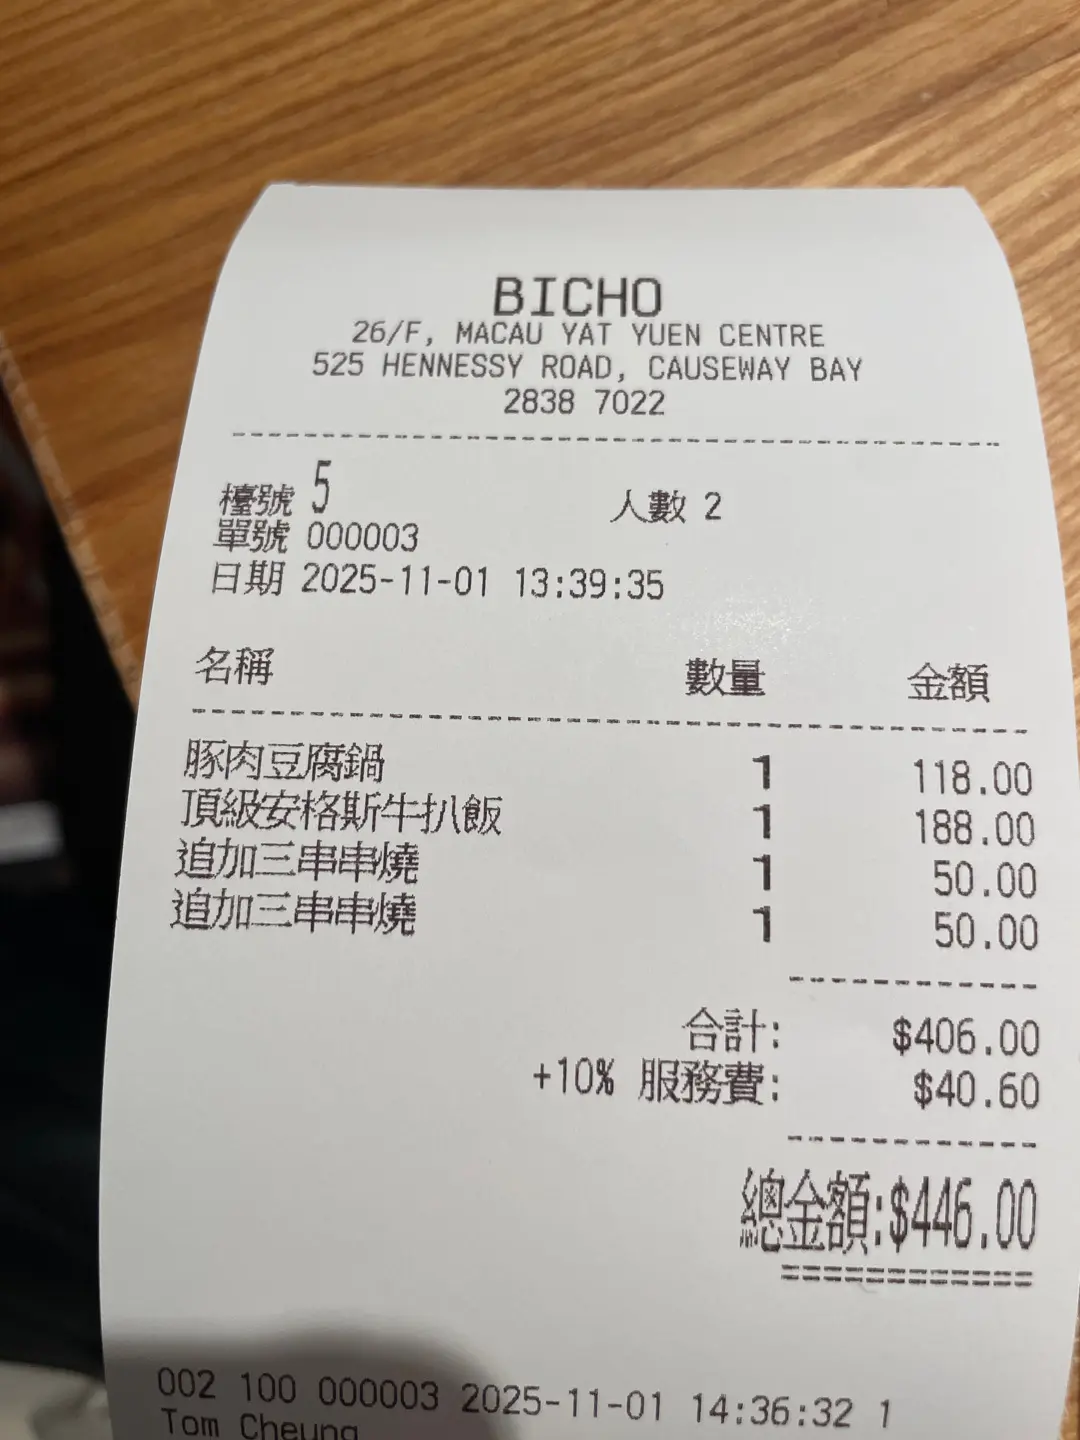 BICHO
26/F, MACAU YAT YUEN CENTRE
525 HENNESSY ROAD, CAUSEWAY BAY
2838 7022
檯號 5 人數 2
單號 000003
日期 2025-11-01 13:39:35
名稱 數量 金額
豚肉豆腐鍋 1 118.00
頂級安格斯牛扒飯 1 188.00
追加三串串燒 1 50.00
追加三串串燒 1 50.00
合計: $406.00
+10% 服務費: $40.60
總金額:$446.00
002 100 000003 2025-11-01 14:36:32 1
Tom Cheung